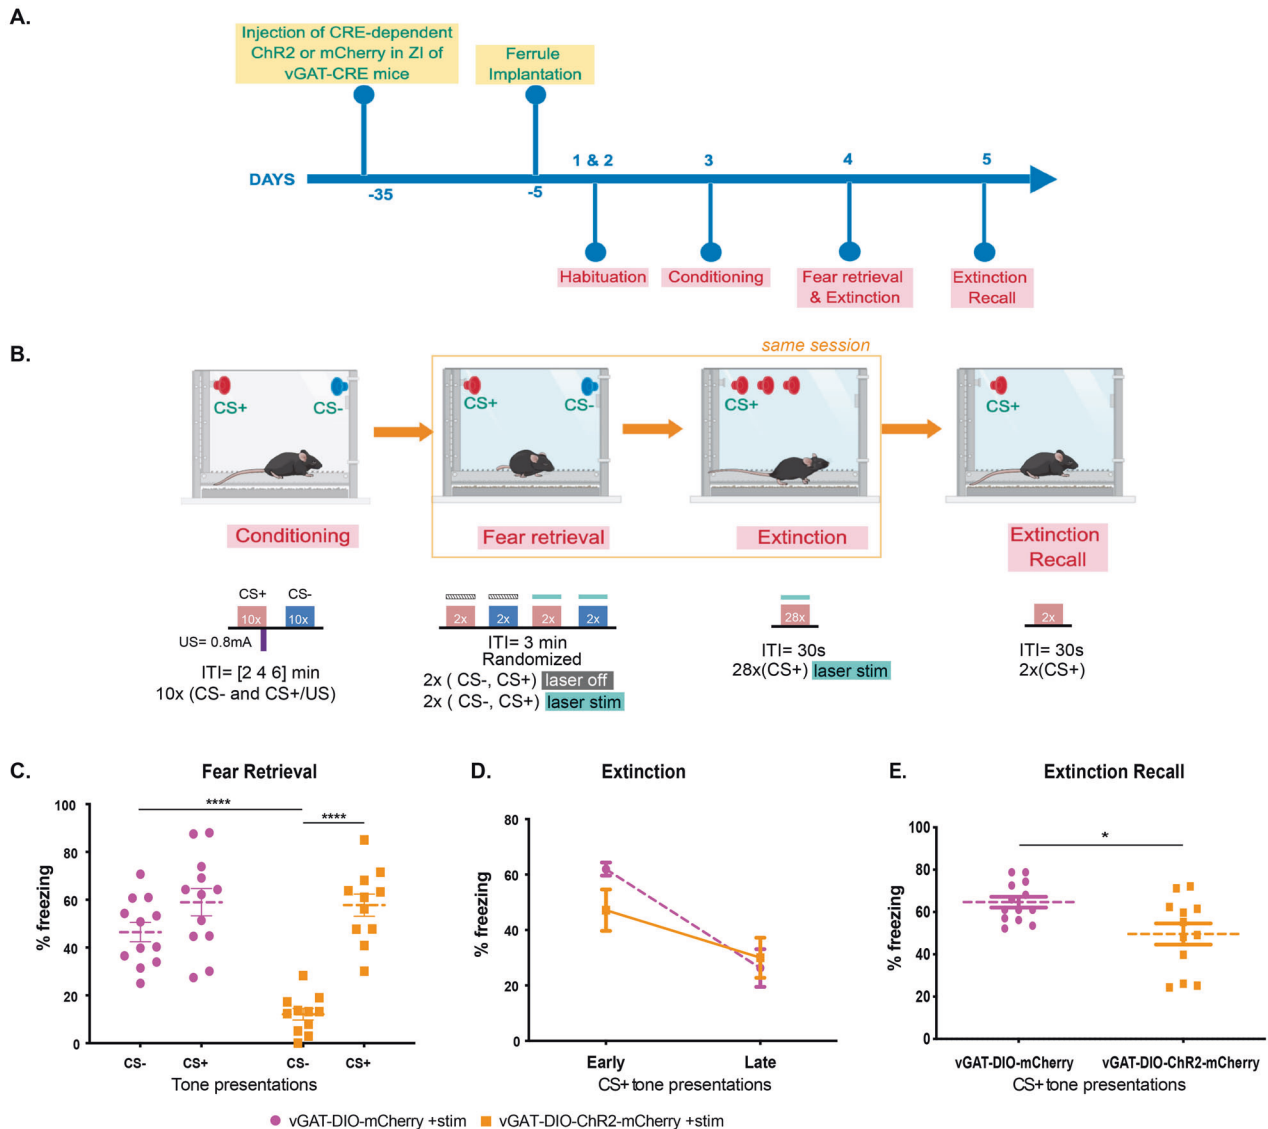 A.
Injection of CRE-dependent
ChR2 or mCherry in ZI of
vGAT-CRE mice
Ferrule
Implantation
1 & 2
3
4
5
DAYS
-35
-5
Habituation
Conditioning
Fear retrieval
& Extinction
Extinction
Recall
B.
same session
CS+
CS-
CS+
CS-
CS+
CS+
Conditioning
Fear retrieval
Extinction
Extinction
Recall
CS+
CS-
10x
10x
US= 0.8mA
ITI= [2 4 6] min
10x (CS- and CS+/US)
2x
2x
2x
2x
ITI= 3 min
Randomized
2x ( CS-, CS+) laser off
2x ( CS-, CS+) laser stim
28x
ITI= 30s
28x(CS+) laser stim
2x
ITI= 30s
2x(CS+)
C.
Fear Retrieval
100
80
60
40
20
0
% freezing
****
****
CS-
CS+
CS-
CS+
Tone presentations
D.
Extinction
80
60
40
20
0
% freezing
Early
Late
CS+ tone presentations
E.
Extinction Recall
100
80
60
40
20
0
% freezing
*
vGAT-DIO-mCherry
vGAT-DIO-ChR2-mCherry
CS+ tone presentations
vGAT-DIO-mCherry +stim
vGAT-DIO-ChR2-mCherry +stim